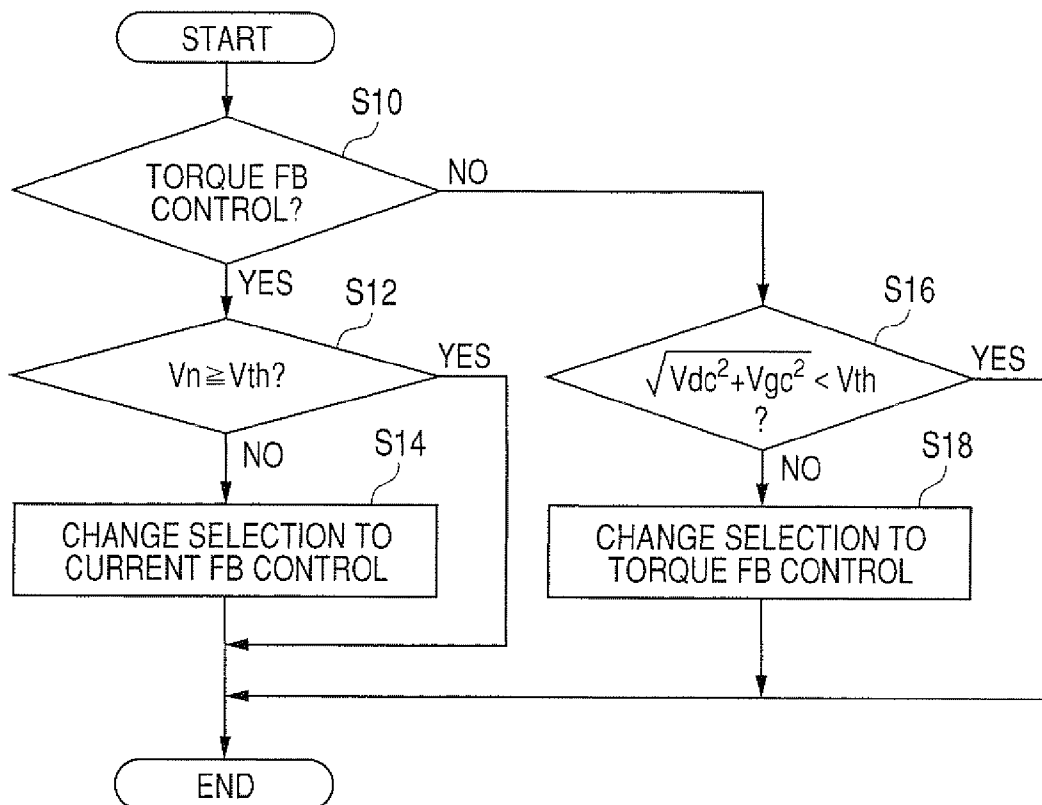 START
S10
TORQUE FB
CONTROL?
NO
YES
S12
Vn≧Vth?
YES
NO
S14
CHANGE SELECTION TO
CURRENT FB CONTROL
S16
√Vdc²+Vgc² < Vth
?
YES
NO
S18
CHANGE SELECTION TO
TORQUE FB CONTROL
END